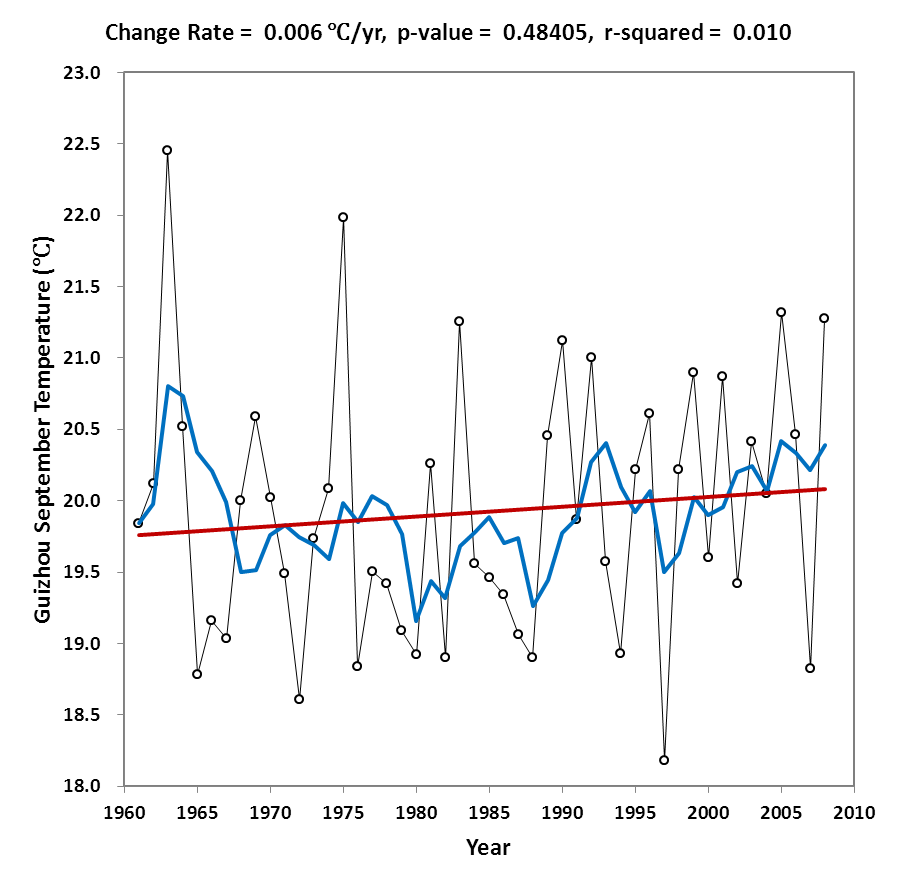 Change Rate = 0.006 ℃/yr, p-value = 0.48405, r-squared = 0.010
23.0
22.5
22.0
21.5
21.0
20.5
20.0
19.5
19.0
18.5
18.0
Guizhou September Temperature (℃)
1960 1965 1970 1975 1980 1985 1990 1995 2000 2005 2010
Year